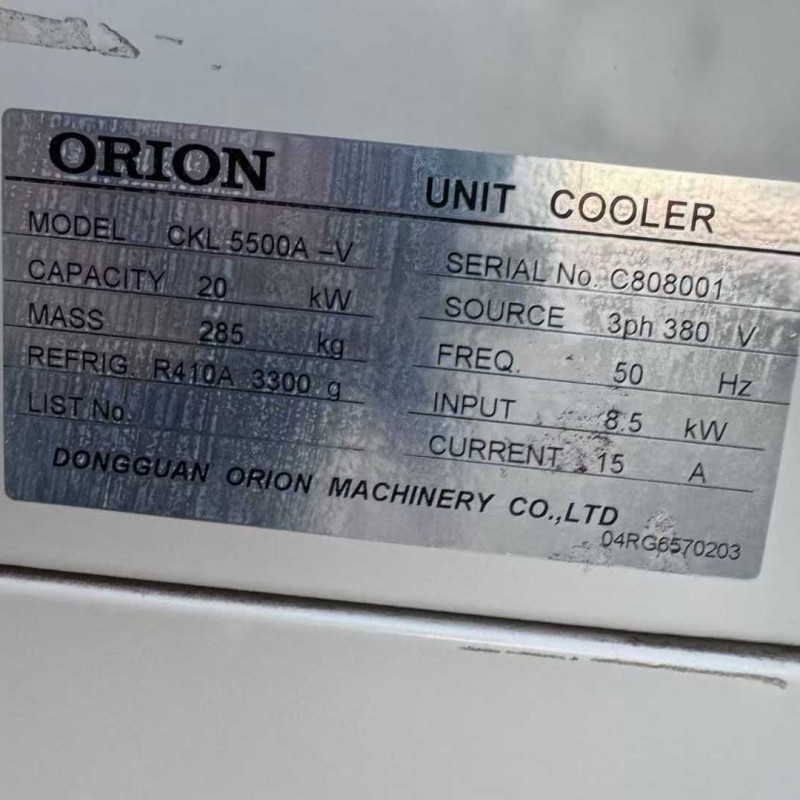 ORION UNIT COOLER
MODEL CKL 5500A-V
CAPACITY 20 kW
MASS 285 kg
REFRIG. R410A 3300 g
LIST No.
SERIAL No. C808001
SOURCE 3ph 380 V
FREQ. 50 Hz
INPUT 8.5 kW
CURRENT 15 A
DONGGUAN ORION MACHINERY CO.,LTD
04RG6570203